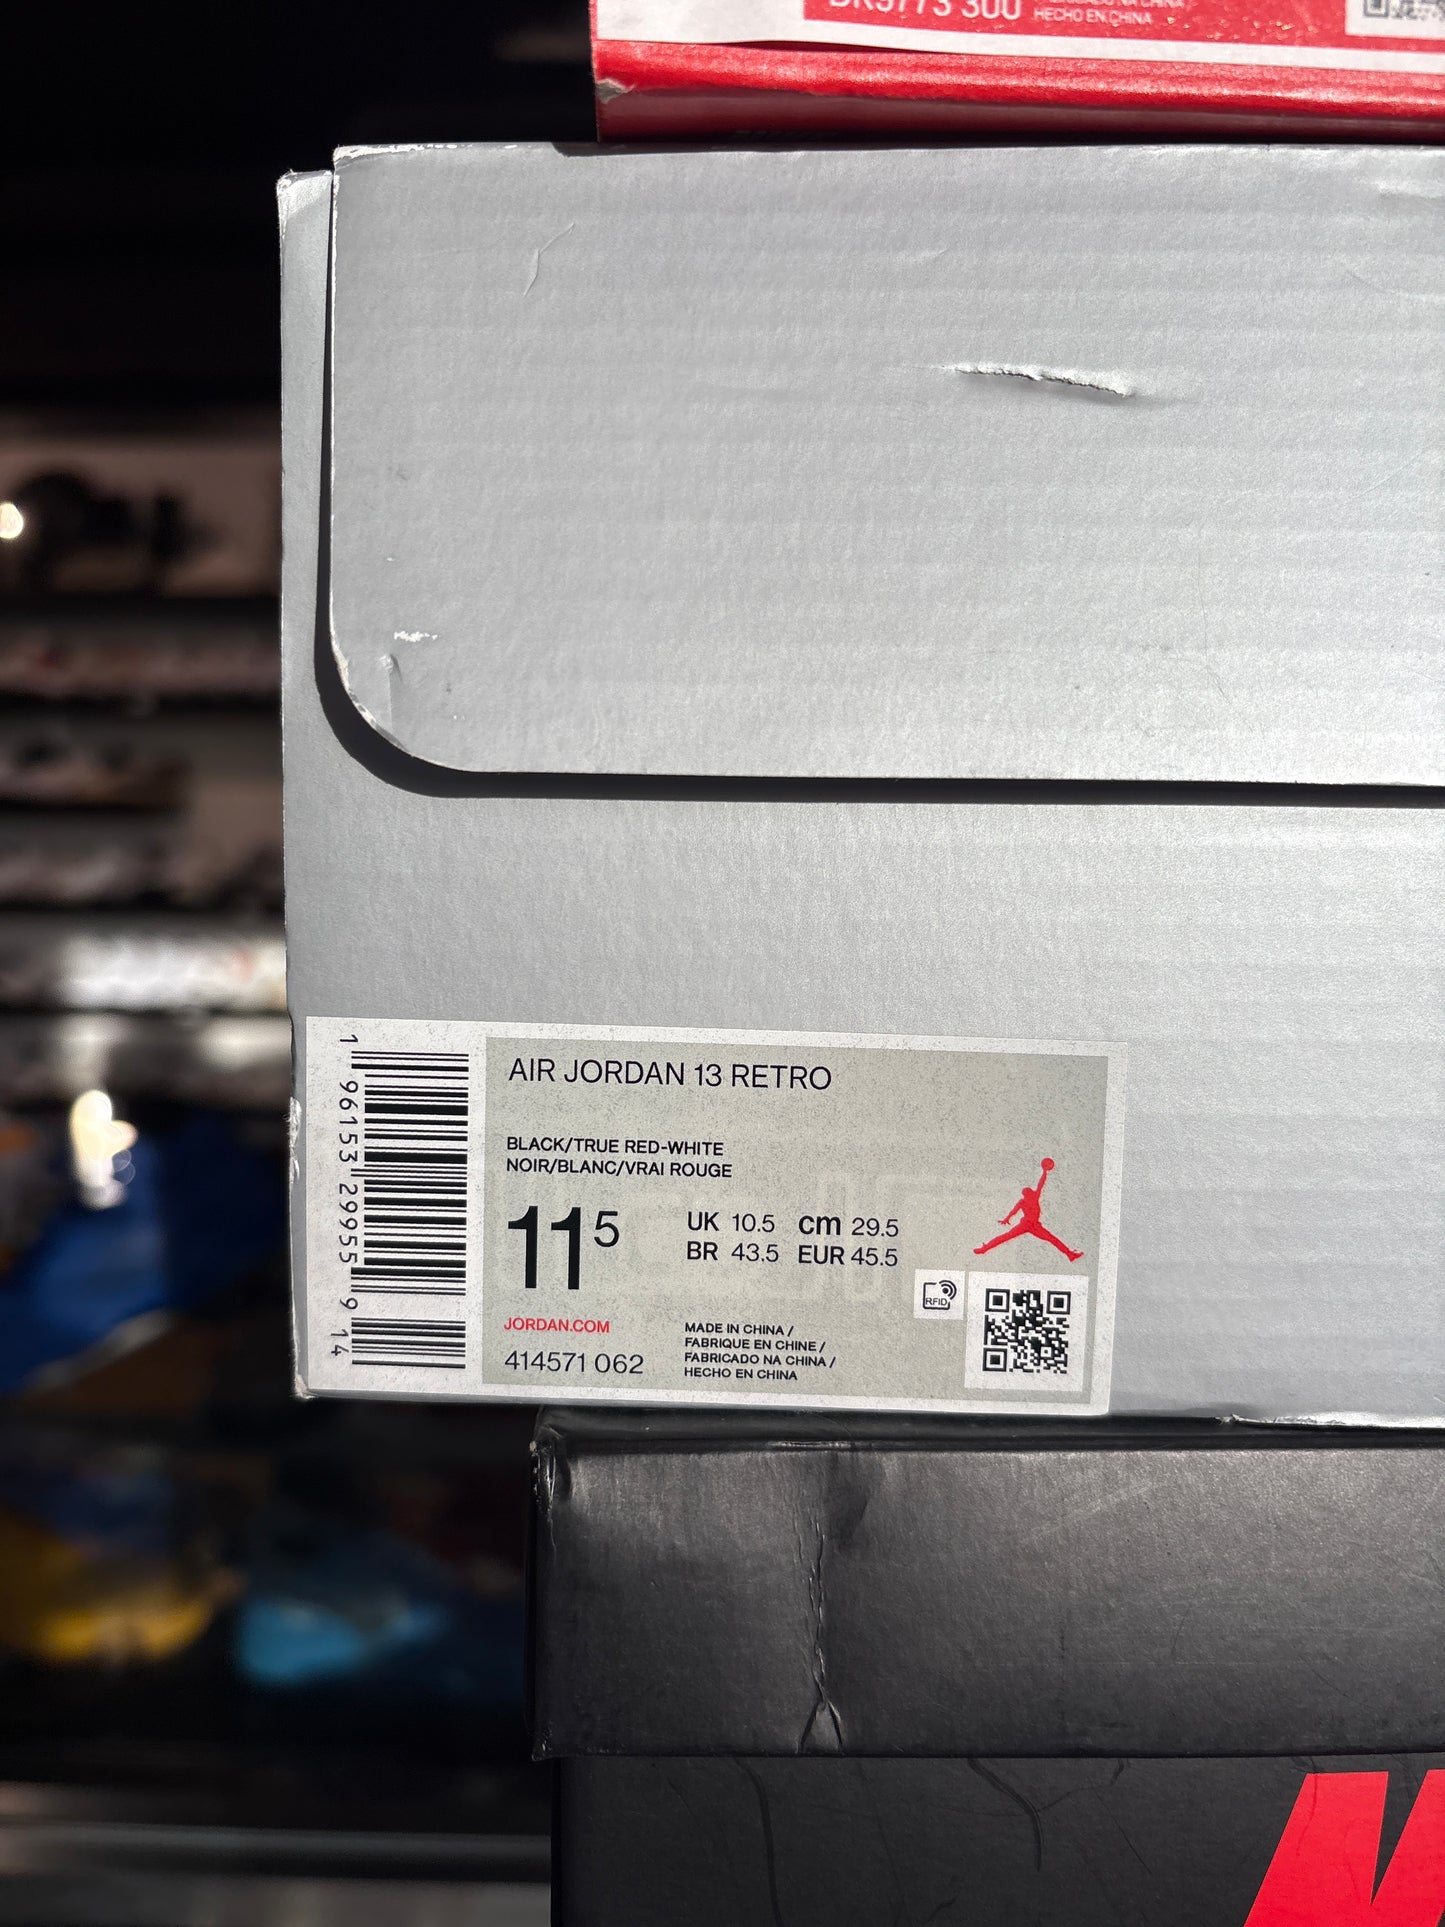 300
HECHO EN CHINA
AIR JORDAN 13 RETRO
BLACK/TRUE RED-WHITE
NOIR/BLANC/VRAI ROUGE
11 5
UK 10.5 cm 29.5
BR 43.5 EUR 45.5
RFID
JORDAN.COM
414571 062
MADE IN CHINA /
FABRIQUE EN CHINE /
FABRICADO NA CHINA /
HECHO EN CHINA
1 96153 29955 9 14